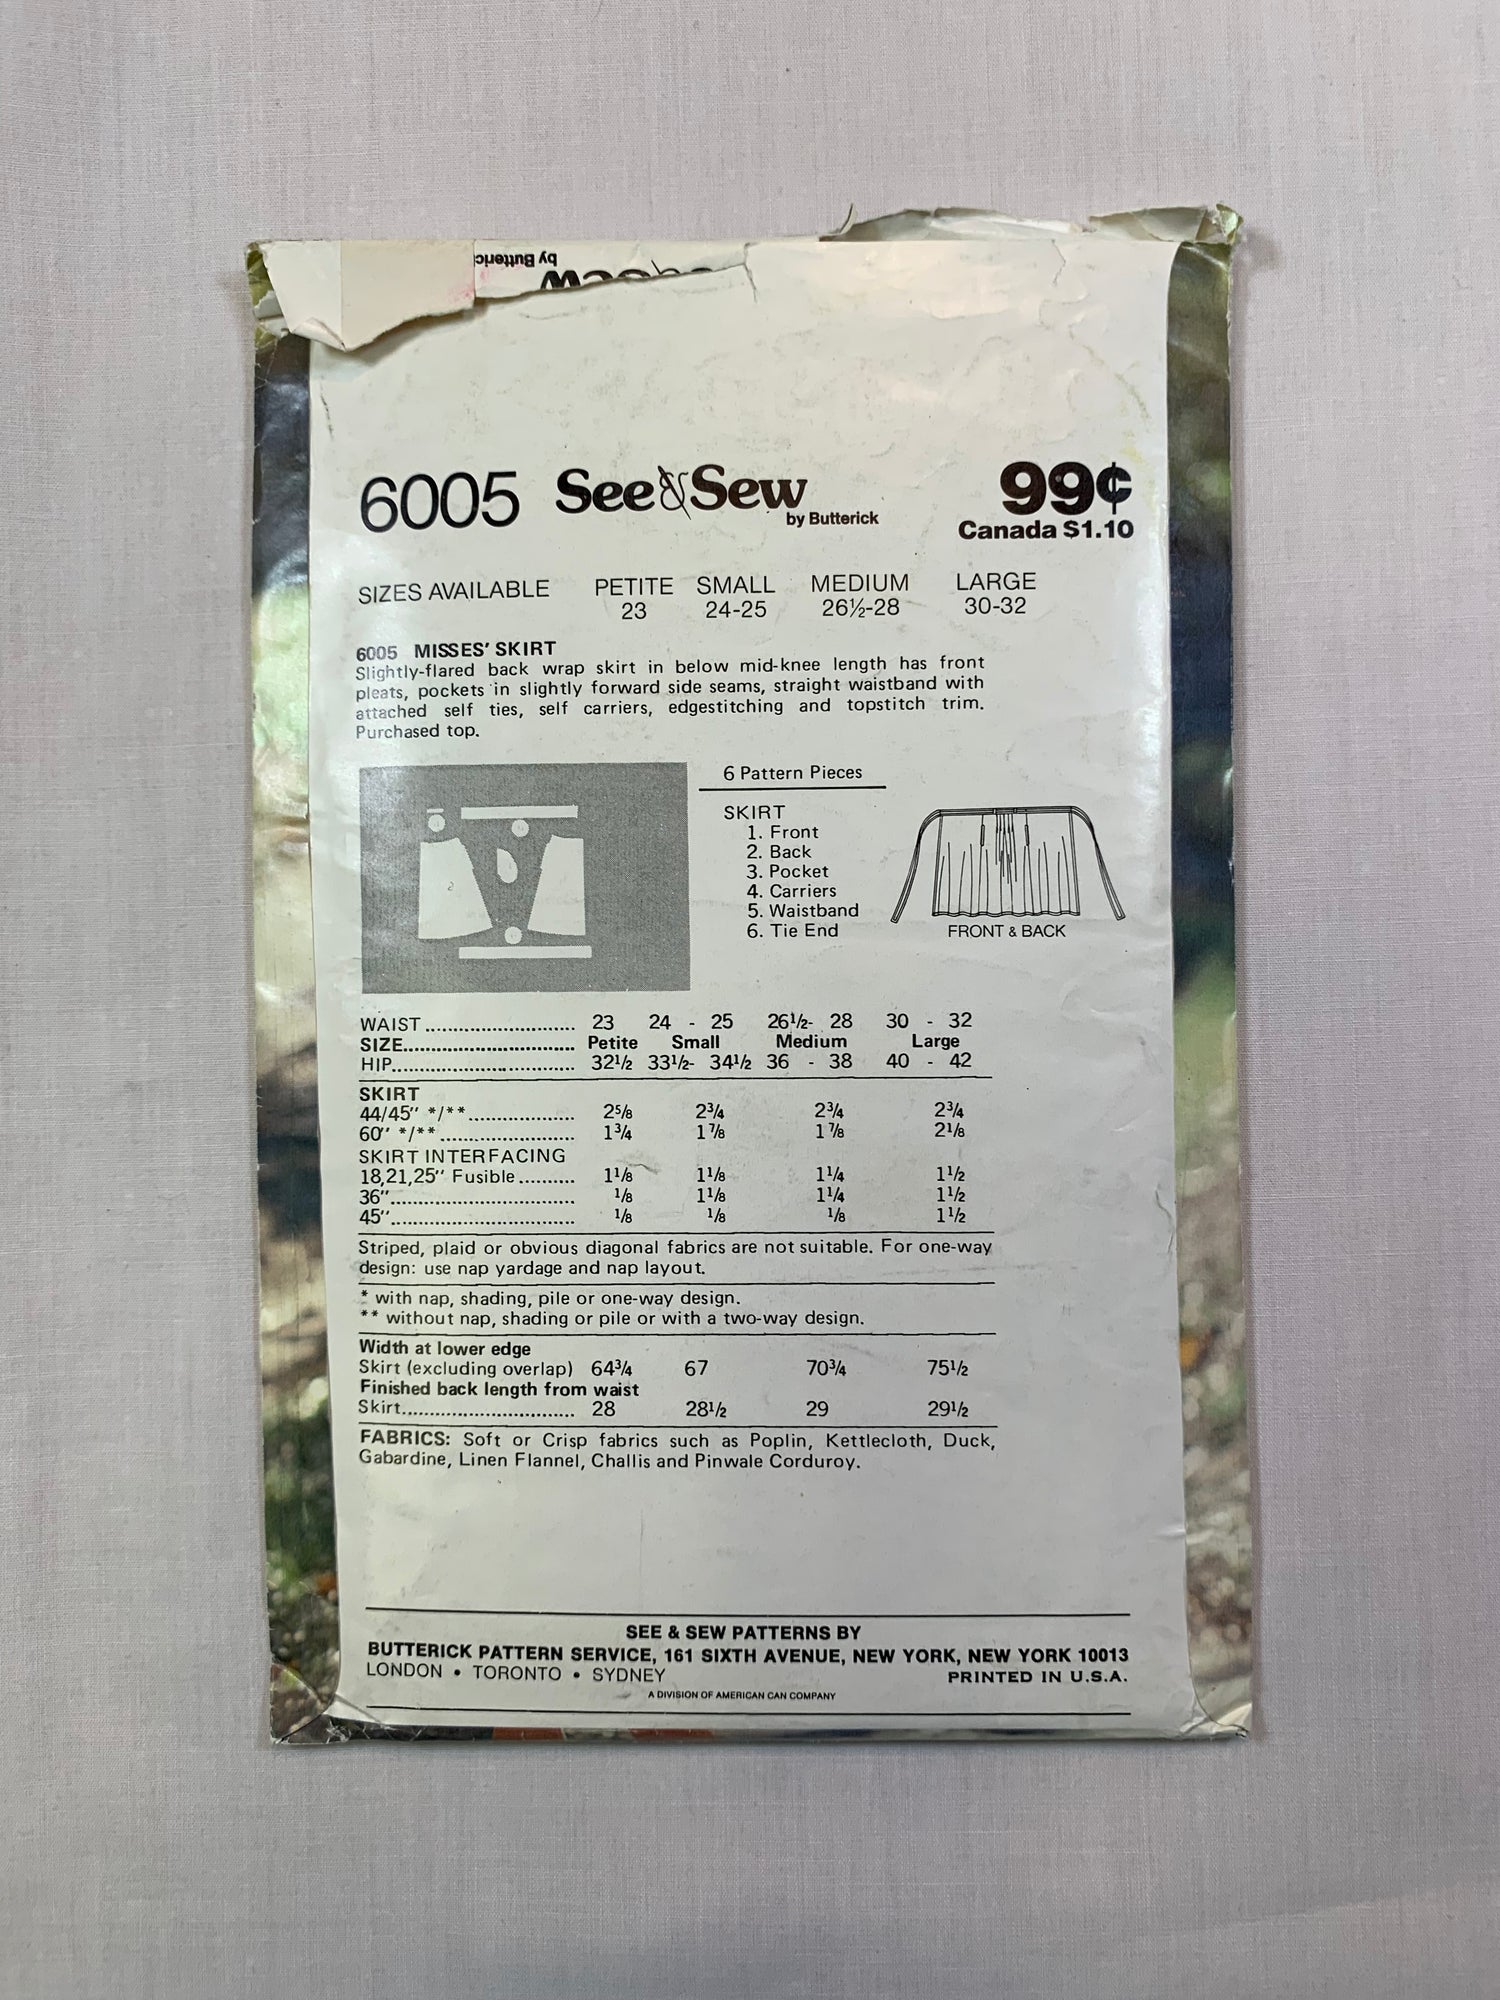 by Butteric
6005 See & Sew 99¢
by Butterick
Canada $1.10
SIZES AVAILABLE PETITE SMALL MEDIUM LARGE
23 24-25 26½-28 30-32
6005 MISSES' SKIRT
Slightly-flared back wrap skirt in below mid-knee length has front
pleats, pockets in slightly forward side seams, straight waistband with
attached self ties, self carriers, edgestitching and topstitch trim.
Purchased top.
6 Pattern Pieces
SKIRT
1. Front
2. Back
3. Pocket
4. Carriers
5. Waistband
6. Tie End
FRONT & BACK
WAIST.......................... 23 24 - 25 26½- 28 30 - 32
SIZE.............................. Petite Small Medium Large
HIP................................ 32½ 33½- 34½ 36 - 38 40 - 42
SKIRT
44/45" */**................... 2⅝ 2¾ 2¾ 2¾
60" */**........................ 1¾ 1⅞ 1⅞ 2⅛
SKIRT INTERFACING
18,21,25" Fusible.......... 1⅛ 1⅛ 1¼ 1½
36"................................ ⅛ 1⅛ 1¼ 1½
45"................................ ⅛ ⅛ ⅛ 1½
Striped, plaid or obvious diagonal fabrics are not suitable. For one-way
design: use nap yardage and nap layout.
* with nap, shading, pile or one-way design.
** without nap, shading or pile or with a two-way design.
Width at lower edge
Skirt (excluding overlap) 64¾ 67 70¾ 75½
Finished back length from waist
Skirt.............................. 28 28½ 29 29½
FABRICS: Soft or Crisp fabrics such as Poplin, Kettlecloth, Duck,
Gabardine, Linen Flannel, Challis and Pinwale Corduroy.
SEE & SEW PATTERNS BY
BUTTERICK PATTERN SERVICE, 161 SIXTH AVENUE, NEW YORK, NEW YORK 10013
LONDON • TORONTO • SYDNEY PRINTED IN U.S.A.
A DIVISION OF AMERICAN CAN COMPANY